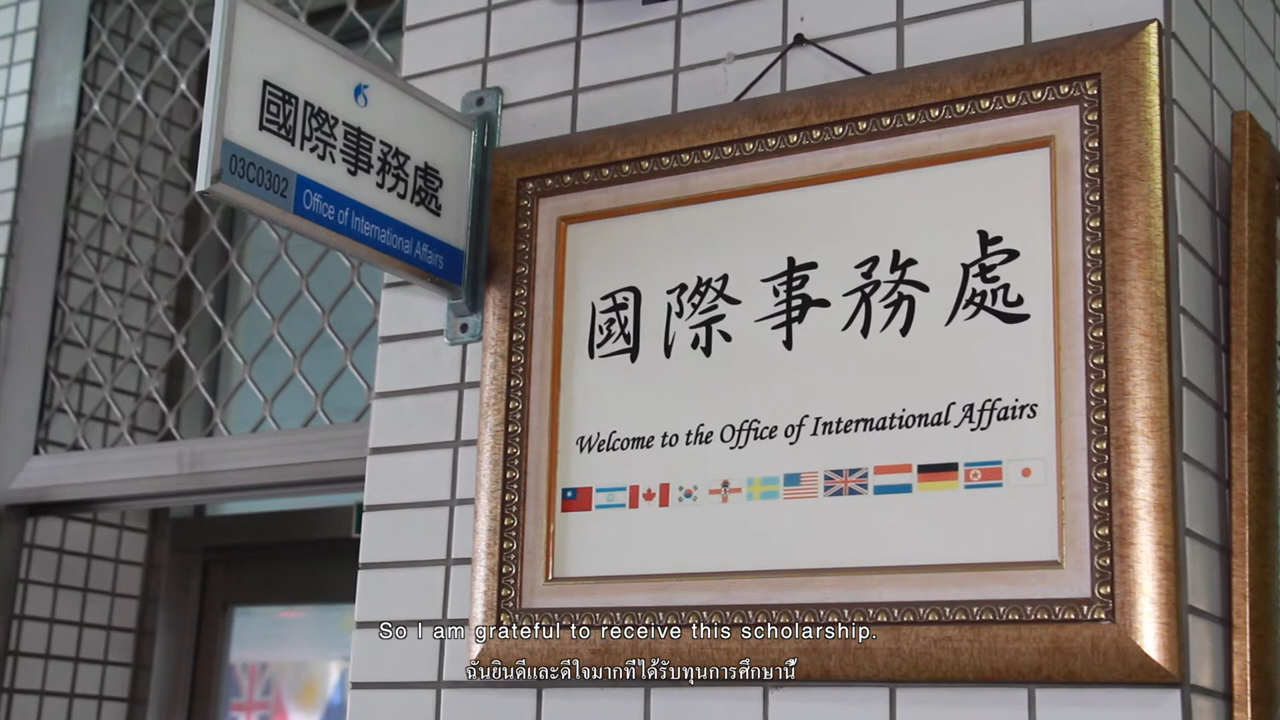 國際事務處
03C0302
Office of International Affairs
國際事務處
Welcome to the Office of International Affairs
So I am grateful to receive this scholarship.
ฉันยินดีและดีใจมากที่ได้รับทุนการศึกษานี้